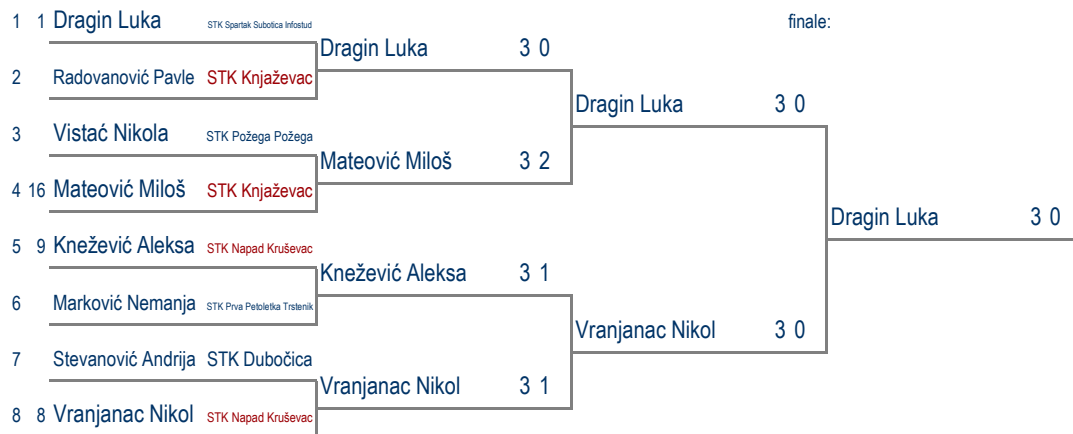 1 1 Dragin Luka STK Spartak Subotica Infostud
finale:
Dragin Luka 3 0
2 Radovanović Pavle STK Knjaževac
Dragin Luka 3 0
3 Vistać Nikola STK Požega Požega
Mateović Miloš 3 2
4 16 Mateović Miloš STK Knjaževac
Dragin Luka 3 0
5 9 Knežević Aleksa STK Napad Kruševac
Knežević Aleksa 3 1
6 Marković Nemanja STK Prva Petoletka Trstenik
Vranjanac Nikol 3 0
7 Stevanović Andrija STK Dubočica
Vranjanac Nikol 3 1
8 8 Vranjanac Nikol STK Napad Kruševac